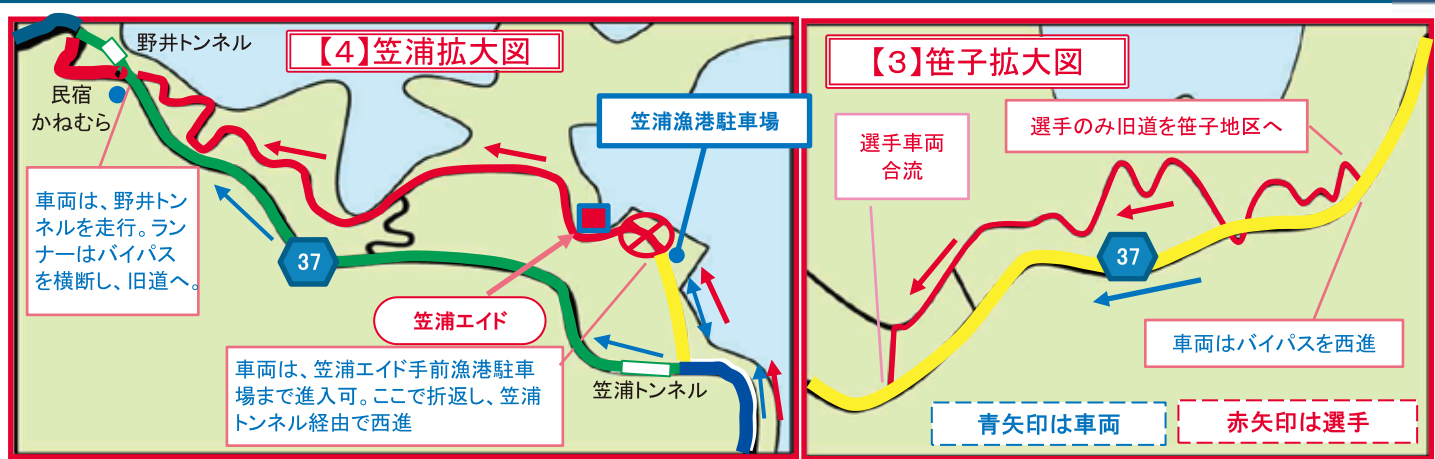 【4】笠浦拡大図
野井トンネル
民宿
かねむら
笠浦漁港駐車場
車両は、野井トン
ネルを走行。ラン
ナーはバイパス
を横断し、旧道へ。
37
笠浦エイド
車両は、笠浦エイド手前漁港駐車
場まで進入可。ここで折返し、笠浦
トンネル経由で西進
笠浦トンネル
【3】笹子拡大図
選手車両
合流
選手のみ旧道を笹子地区へ
37
車両はバイパスを西進
青矢印は車両
赤矢印は選手